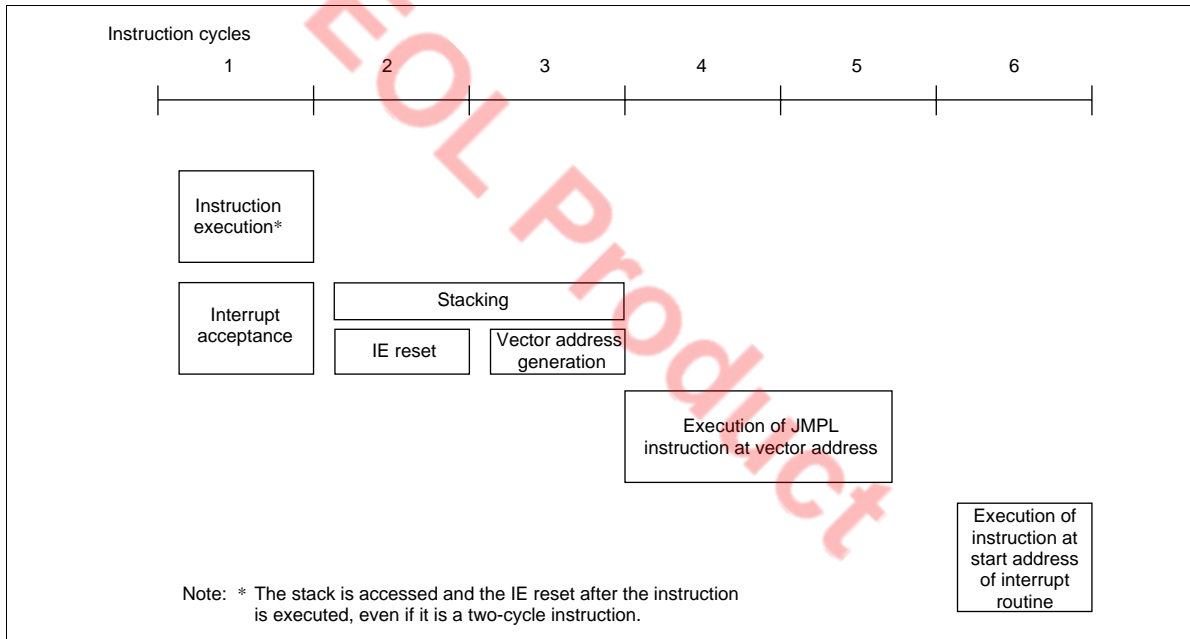 Instruction cycles
1 2 3 4 5 6
Instruction
execution*
Interrupt
acceptance
Stacking
IE reset
Vector address
generation
Execution of JMPL
instruction at vector address
Execution of
instruction at
start address
of interrupt
routine
Note: * The stack is accessed and the IE reset after the instruction
is executed, even if it is a two-cycle instruction.
EOL Product